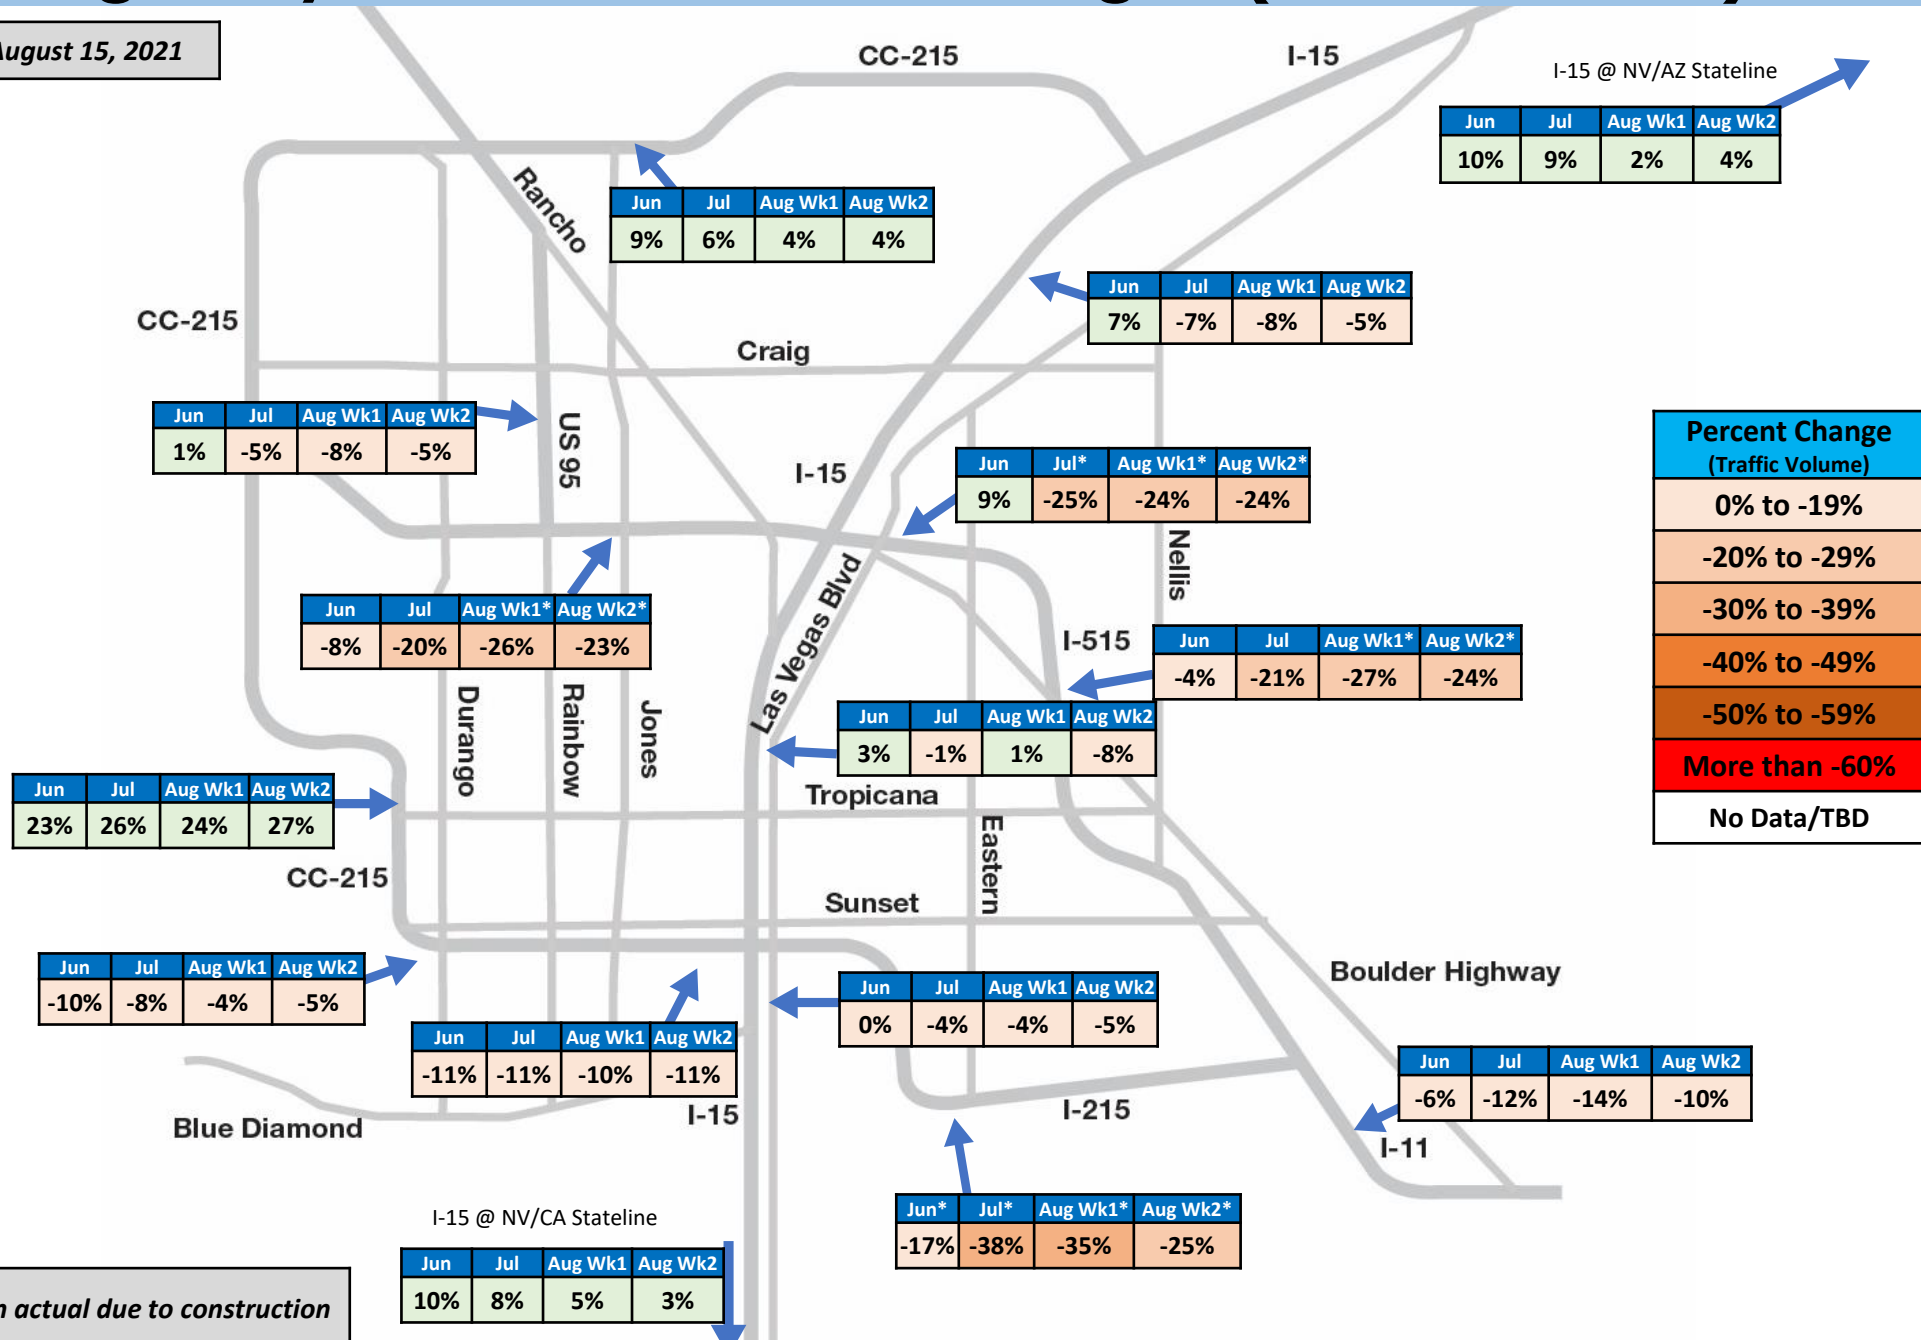 August 15, 2021
CC-215
I-15
I-15 @ NV/AZ Stateline
Jun Jul Aug Wk1 Aug Wk2
10% 9% 2% 4%
Rancho
Jun Jul Aug Wk1 Aug Wk2
9% 6% 4% 4%
Jun Jul Aug Wk1 Aug Wk2
7% -7% -8% -5%
CC-215
Craig
Jun Jul Aug Wk1 Aug Wk2
1% -5% -8% -5%
US 95
I-15
Jun Jul* Aug Wk1* Aug Wk2*
9% -25% -24% -24%
Percent Change
(Traffic Volume)
0% to -19%
-20% to -29%
-30% to -39%
-40% to -49%
-50% to -59%
More than -60%
No Data/TBD
Nellis
Las Vegas Blvd
Jun Jul Aug Wk1* Aug Wk2*
-8% -20% -26% -23%
I-515
Jun Jul Aug Wk1* Aug Wk2*
-4% -21% -27% -24%
Durango
Rainbow
Jones
Jun Jul Aug Wk1 Aug Wk2
3% -1% 1% -8%
Jun Jul Aug Wk1 Aug Wk2
23% 26% 24% 27%
Tropicana
Eastern
CC-215
Sunset
Jun Jul Aug Wk1 Aug Wk2
-10% -8% -4% -5%
Boulder Highway
Jun Jul Aug Wk1 Aug Wk2
0% -4% -4% -5%
Jun Jul Aug Wk1 Aug Wk2
-11% -11% -10% -11%
Jun Jul Aug Wk1 Aug Wk2
-6% -12% -14% -10%
Blue Diamond
I-15
I-215
I-11
Jun* Jul* Aug Wk1* Aug Wk2*
-17% -38% -35% -25%
I-15 @ NV/CA Stateline
Jun Jul Aug Wk1 Aug Wk2
10% 8% 5% 3%
actual due to construction